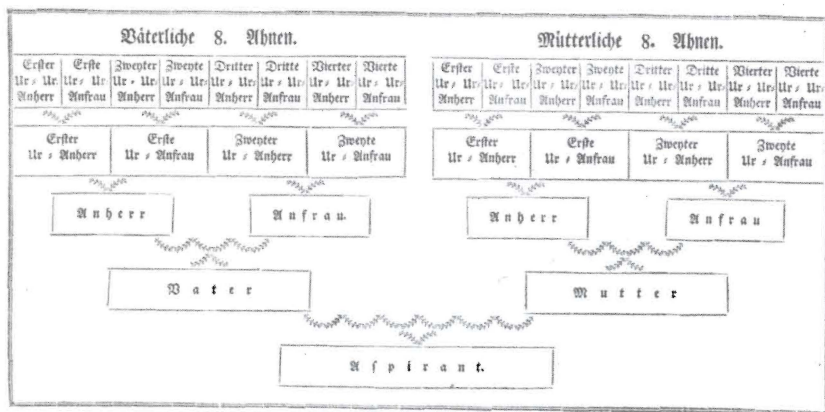 Väterliche 8. Ahnen.
Mütterliche 8. Ahnen.
Erster Erste Zweyter Zweyte Dritter Dritte Vierter Vierte
Ur⸗Ur⸗ Ur⸗Ur⸗ Ur⸗Ur⸗ Ur⸗Ur⸗ Ur⸗Ur⸗ Ur⸗Ur⸗ Ur⸗Ur⸗ Ur⸗Ur⸗
Anherr Anfrau Anherr Anfrau Anherr Anfrau Anherr Anfrau
Erster Erste Zweyter Zweyte Dritter Dritte Vierter Vierte
Ur⸗Ur⸗ Ur⸗Ur⸗ Ur⸗Ur⸗ Ur⸗Ur⸗ Ur⸗Ur⸗ Ur⸗Ur⸗ Ur⸗Ur⸗ Ur⸗Ur⸗
Anherr Anfrau Anherr Anfrau Anherr Anfrau Anherr Anfrau
Erster Erste Zweyter Zweyte
Ur⸗Anherr Ur⸗Anfrau Ur⸗Anherr Ur⸗Anfrau
Erster Erste Zweyter Zweyte
Ur⸗Anherr Ur⸗Anfrau Ur⸗Anherr Ur⸗Anfrau
Anherr Anfrau.
Anherr Anfrau
Vater
Mutter
Aſpirant.